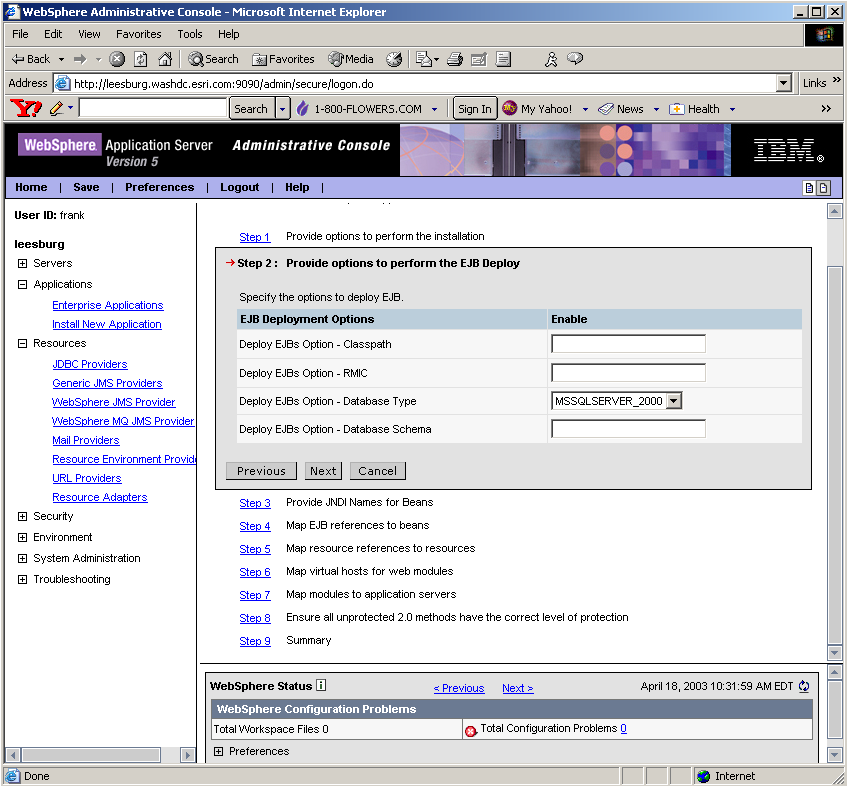 WebSphere Administrative Console - Microsoft Internet Explorer
File Edit View Favorites Tools Help
Back Search Favorites Media
Address http://leesburg.washdc.esri.com:9090/admin/secure/logon.do Links »
Y! Search 1-800-FLOWERS.COM Sign In My Yahoo! News Health »
WebSphere Application Server Administrative Console IBM®
Version 5
Home | Save | Preferences | Logout | Help |
User ID: frank
leesburg
Servers
Applications
Enterprise Applications
Install New Application
Resources
JDBC Providers
Generic JMS Providers
WebSphere JMS Provider
WebSphere MQ JMS Provider
Mail Providers
Resource Environment Provide
URL Providers
Resource Adapters
Security
Environment
System Administration
Troubleshooting
Step 1 Provide options to perform the installation
Step 2 : Provide options to perform the EJB Deploy
Specify the options to deploy EJB.
EJB Deployment Options Enable
Deploy EJBs Option - Classpath
Deploy EJBs Option - RMIC
Deploy EJBs Option - Database Type MSSQLSERVER_2000
Deploy EJBs Option - Database Schema
Previous Next Cancel
Step 3 Provide JNDI Names for Beans
Step 4 Map EJB references to beans
Step 5 Map resource references to resources
Step 6 Map virtual hosts for web modules
Step 7 Map modules to application servers
Step 8 Ensure all unprotected 2.0 methods have the correct level of protection
Step 9 Summary
WebSphere Status i < Previous Next > April 18, 2003 10:31:59 AM EDT
WebSphere Configuration Problems
Total Workspace Files 0 Total Configuration Problems 0
Preferences
Done Internet